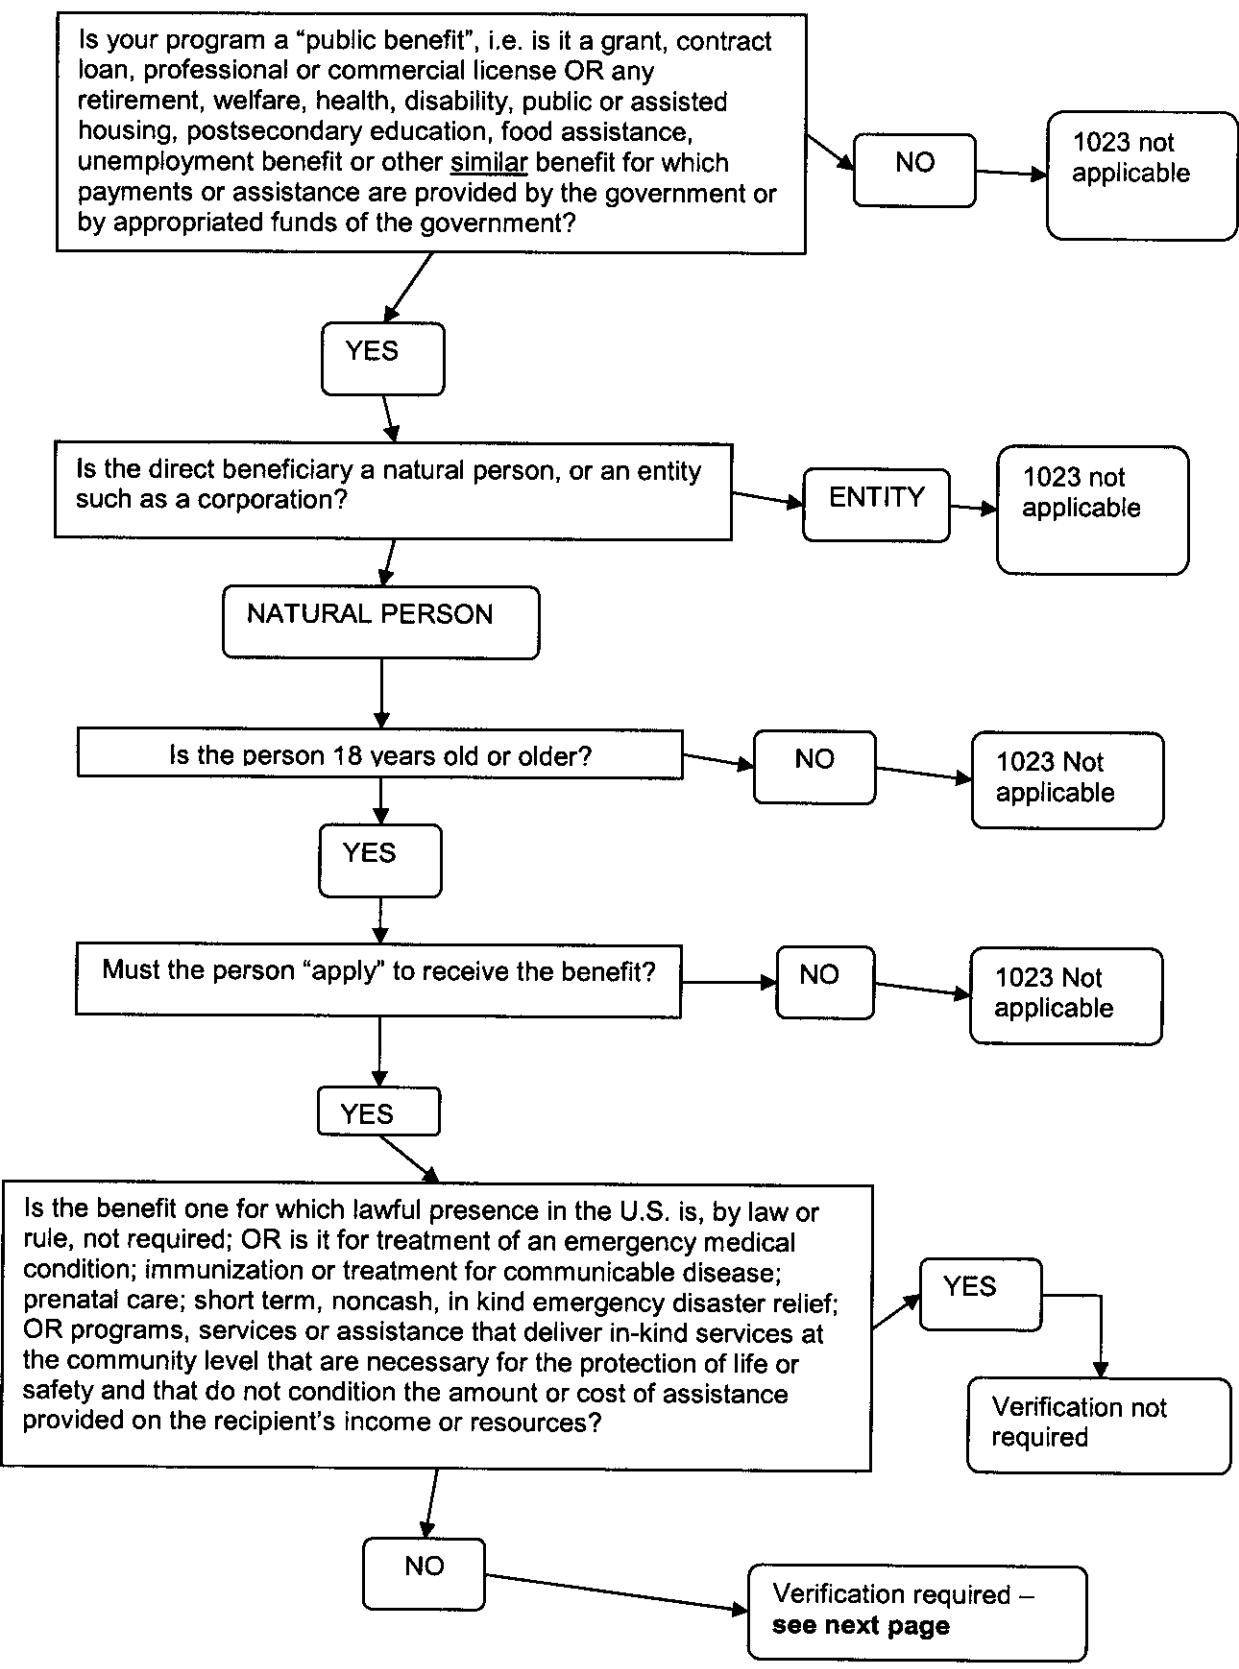 Is your program a “public benefit”, i.e. is it a grant, contract
loan, professional or commercial license OR any
retirement, welfare, health, disability, public or assisted
housing, postsecondary education, food assistance,
unemployment benefit or other similar benefit for which
payments or assistance are provided by the government or
by appropriated funds of the government?
NO
1023 not
applicable
YES
Is the direct beneficiary a natural person, or an entity
such as a corporation?
ENTITY
1023 not
applicable
NATURAL PERSON
Is the person 18 years old or older?
NO
1023 Not
applicable
YES
Must the person “apply” to receive the benefit?
NO
1023 Not
applicable
YES
Is the benefit one for which lawful presence in the U.S. is, by law or
rule, not required; OR is it for treatment of an emergency medical
condition; immunization or treatment for communicable disease;
prenatal care; short term, noncash, in kind emergency disaster relief;
OR programs, services or assistance that deliver in-kind services at
the community level that are necessary for the protection of life or
safety and that do not condition the amount or cost of assistance
provided on the recipient’s income or resources?
YES
Verification not
required
NO
Verification required –
see next page